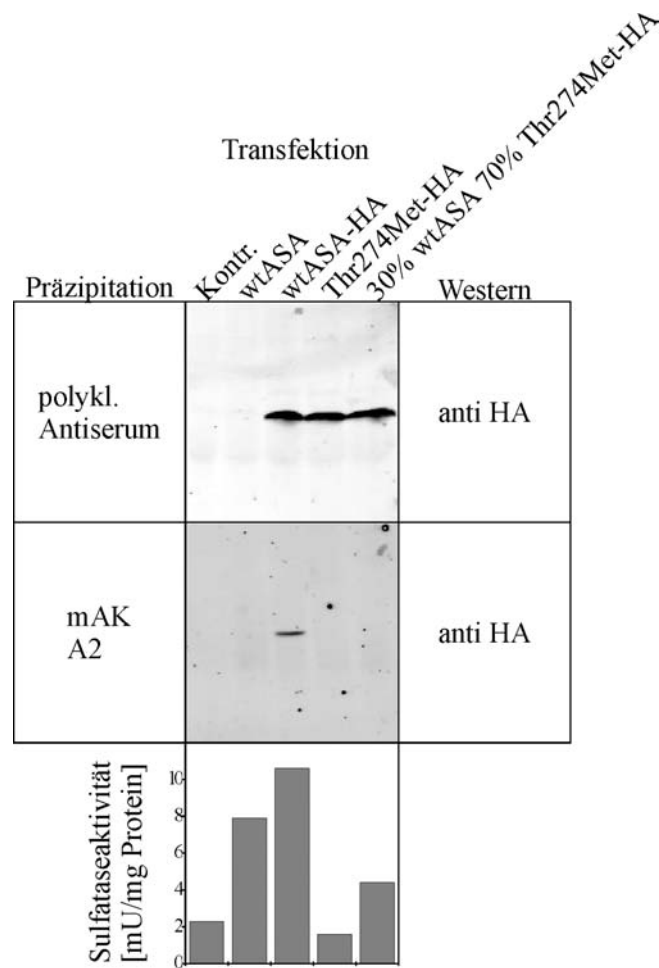 Transfektion
Präzipitation
Kontr.
wtASA
wtASA-HA
Thr274Met-HA
30% wtASA 70% Thr274Met-HA
Western
polykl.
Antiserum
anti HA
mAK
A2
anti HA
Sulfataseaktivität
[mU/mg Protein]
10
8
6
4
2
0